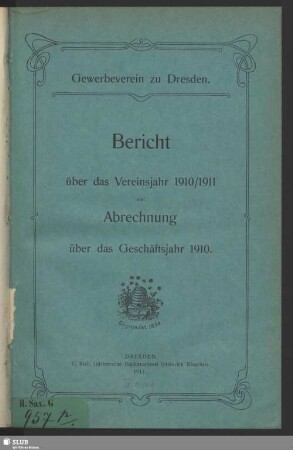 Gewerbeverein zu Dresden.
Bericht
über das Vereinsjahr 1910/1911
und
Abrechnung
über das Geschäftsjahr 1910.
Gegründet 1834
DRESDEN
1911.
H. Sax. G
957 r.
SLUB